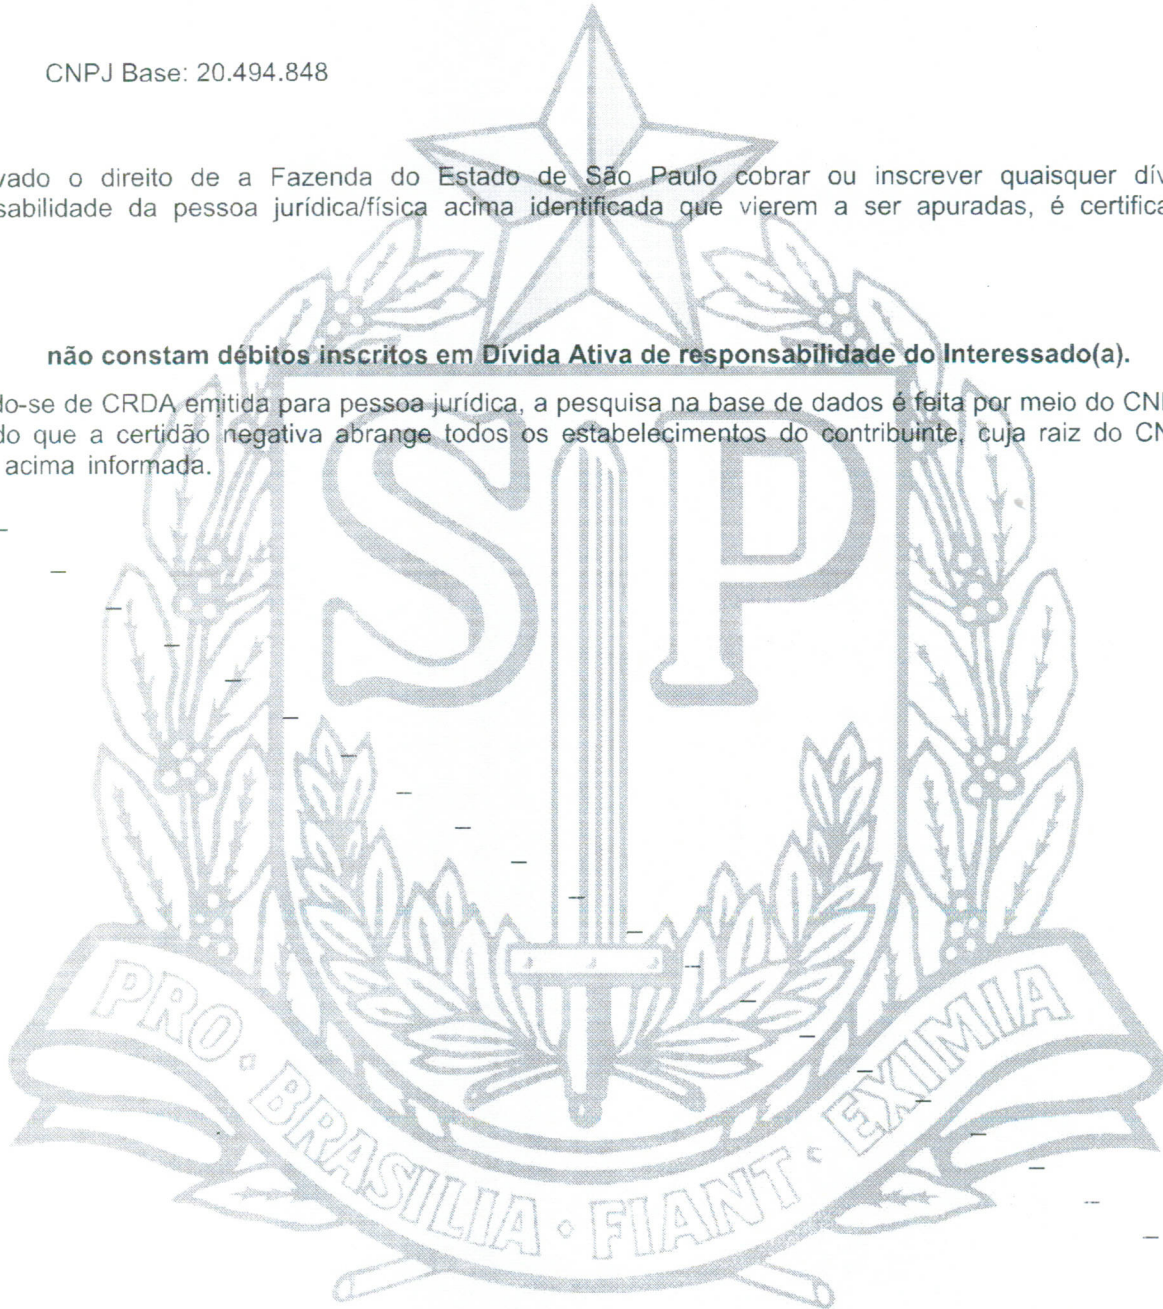 CNPJ Base: 20.494.848
vado o direito de a Fazenda do Estado de São Paulo cobrar ou inscrever quaisquer dív
sabilidade da pessoa jurídica/física acima identificada que vierem a ser apuradas, é certifica
não constam débitos inscritos em Dívida Ativa de responsabilidade do Interessado(a).
do-se de CRDA emitida para pessoa jurídica, a pesquisa na base de dados é feita por meio do CN
do que a certidão negativa abrange todos os estabelecimentos do contribuinte, cuja raiz do CN
acima informada.
SP
PRO · BRASILIA · FIANT · EXIMIA